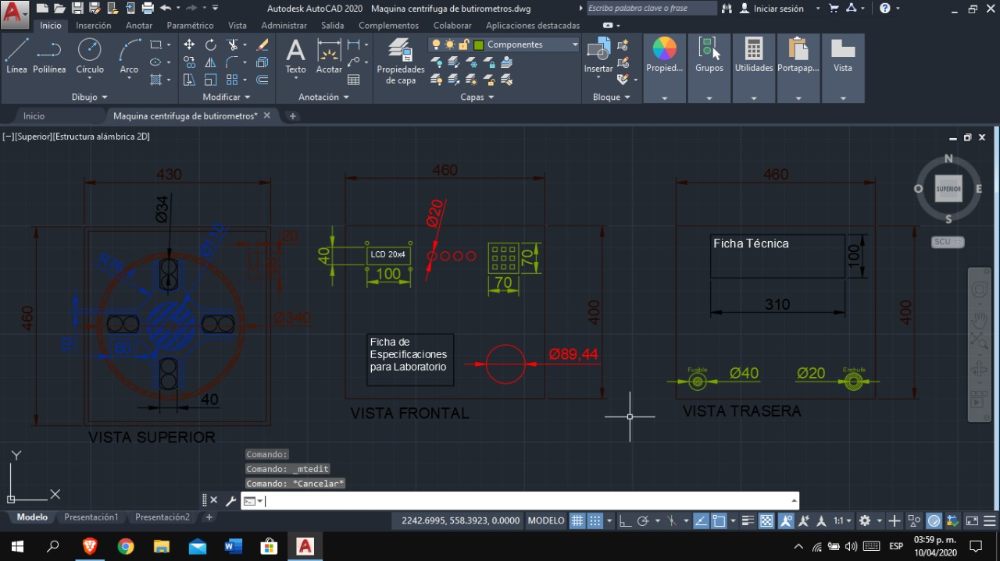 Autodesk AutoCAD 2020 Maquina centrifuga de butirometros.dwg
Escriba palabra clave o frase
Iniciar sesión
Inicio Inserción Anotar Paramétrico Vista Administrar Salida Complementos Colaborar Aplicaciones destacadas
Línea Polilínea Círculo Arco
Texto Acotar
Propiedades de capa
Componentes
Insertar
Propied... Grupos Utilidades Portapap... Vista
Dibujo Modificar Anotación Capas Bloque
Inicio
Maquina centrifuga de butirometros*
[−][Superior][Estructura alámbrica 2D]
N
O SUPERIOR E
S
SCU
430
Ø34
Ø110
20
Ø340
460
10
60
40
VISTA SUPERIOR
460
Ø20
40
LCD 20x4
100
70
70
400
Ficha de
Especificaciones
para Laboratorio
Ø89,44
VISTA FRONTAL
460
Ficha Técnica
100
310
400
Fusible
Ø40
Ø20
Enchufe
VISTA TRASERA
Y
X
Comando:
Comando: _mtedit
Comando: *Cancelar*
Modelo Presentación1 Presentación2
2242.6995, 558.3923, 0.0000 MODELO
1:1
ESP
03:59 p. m.
10/04/2020